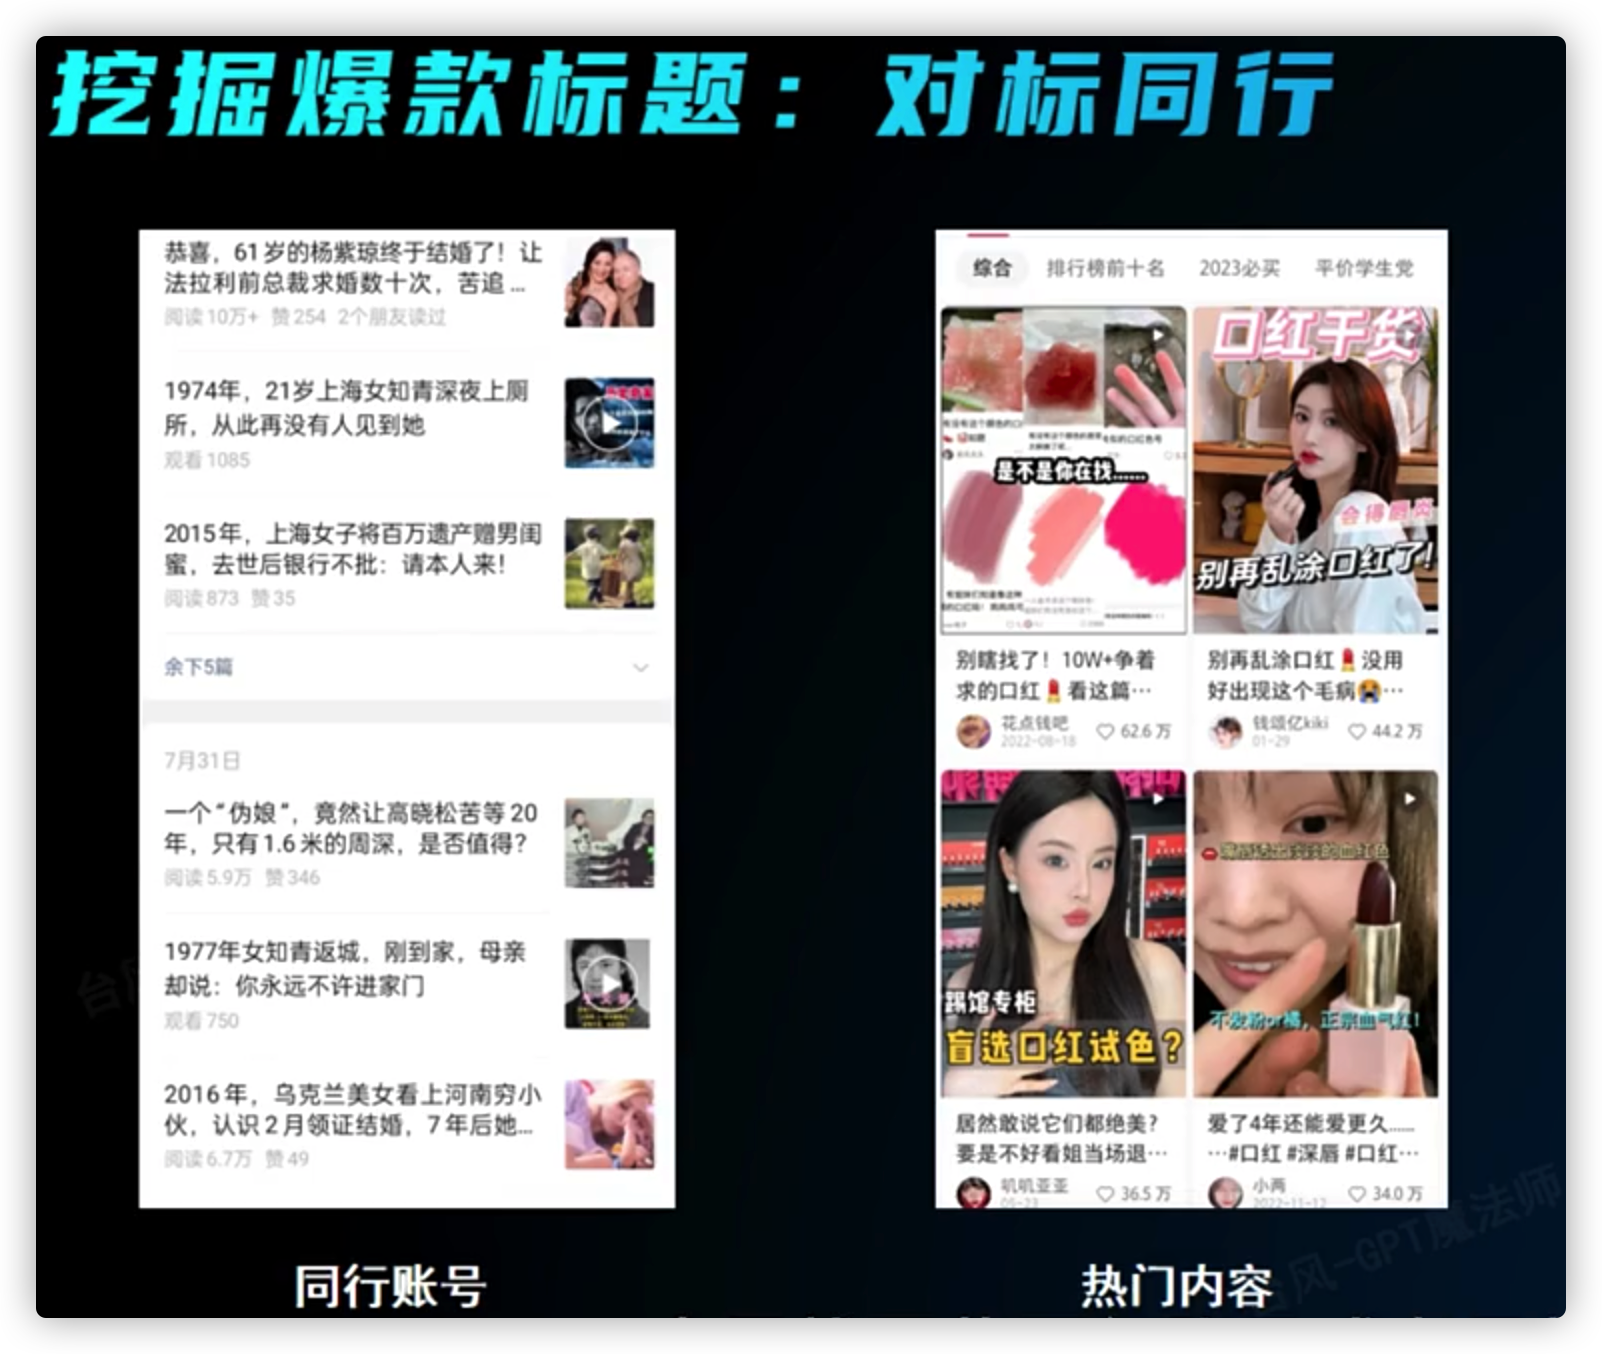 挖掘爆款标题：对标同行
恭喜，61岁的杨紫琼终于结婚了！让
法拉利前总裁求婚数十次，苦追...
阅读10万+ 赞254 2个朋友读过
1974年，21岁上海女知青深夜上厕
所，从此再没有人见到她
观看1085
2015年，上海女子将百万遗产赠男闺
蜜，去世后银行不批：请本人来！
阅读873 赞35
余下5篇
7月31日
一个“伪娘”，竟然让高晓松苦等20
年，只有1.6米的周深，是否值得？
阅读5.9万 赞346
1977年女知青返城，刚到家，母亲
却说：你永远不许进家门
观看750
2016年，乌克兰美女看上河南穷小
伙，认识2月领证结婚，7年后她...
阅读6.7万 赞49
同行账号
综合 排行榜前十名 2023必买 平价学生党
是不是你在找......
别瞎找了！10W+争着
求的口红💄看这篇…
花点钱吧
2022-08-18
62.6万
口红干货
会得唇炎
别再乱涂口红了!
别再乱涂口红💄没用
好出现这个毛病😭…
钱颂亿kiki
01-29
44.2万
踢馆专柜
盲选口红试色？
居然敢说它们都绝美？
要是不好看姐当场退…
叽叽亚亚
05-23
36.5万
嘴唇透出淡淡的血红色
不发粉or橘，正宗血气红！
爱了4年还能爱更久......
…#口红 #深唇 #口红…
小两
2022-11-12
34.0万
热门内容
台风-GPT魔法师